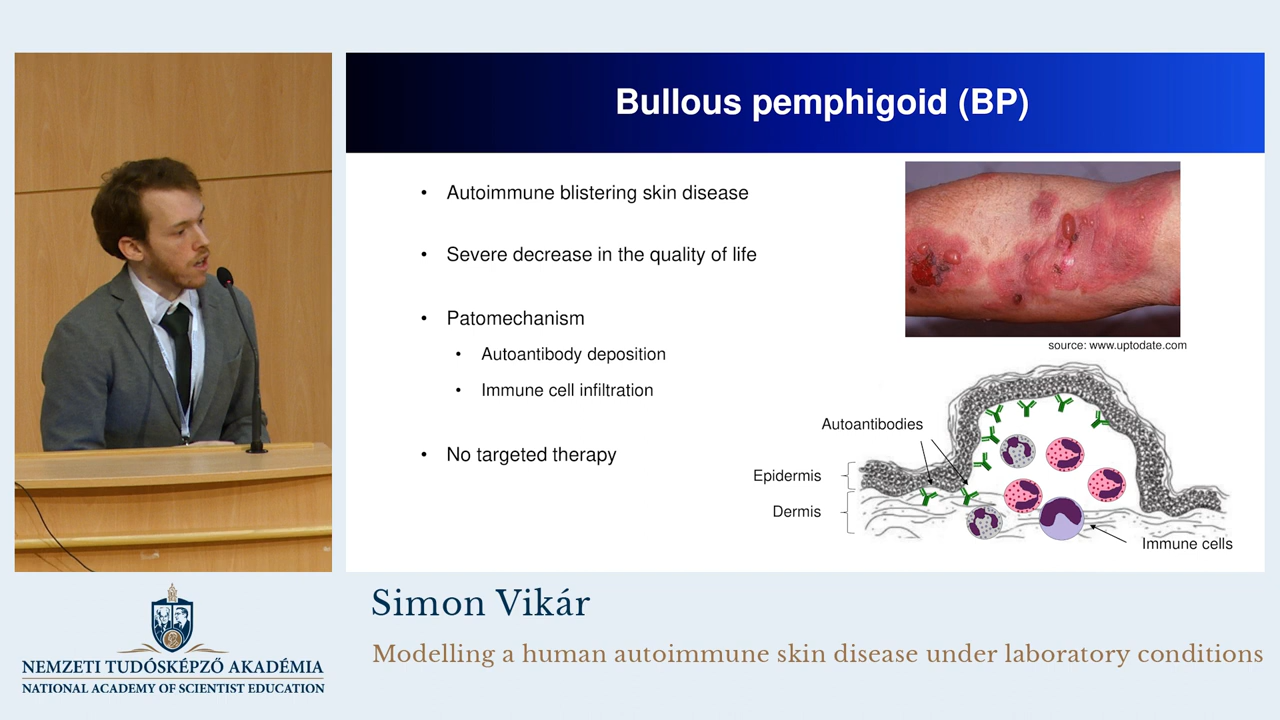 Bullous pemphigoid (BP)
• Autoimmune blistering skin disease
• Severe decrease in the quality of life
• Patomechanism
• Autoantibody deposition
• Immune cell infiltration
• No targeted therapy
source: www.uptodate.com
Autoantibodies
Epidermis
Dermis
Immune cells
Simon Vikár
Modelling a human autoimmune skin disease under laboratory conditions
NEMZETI TUDÓSKÉPZŐ AKADÉMIA
NATIONAL ACADEMY OF SCIENTIST EDUCATION